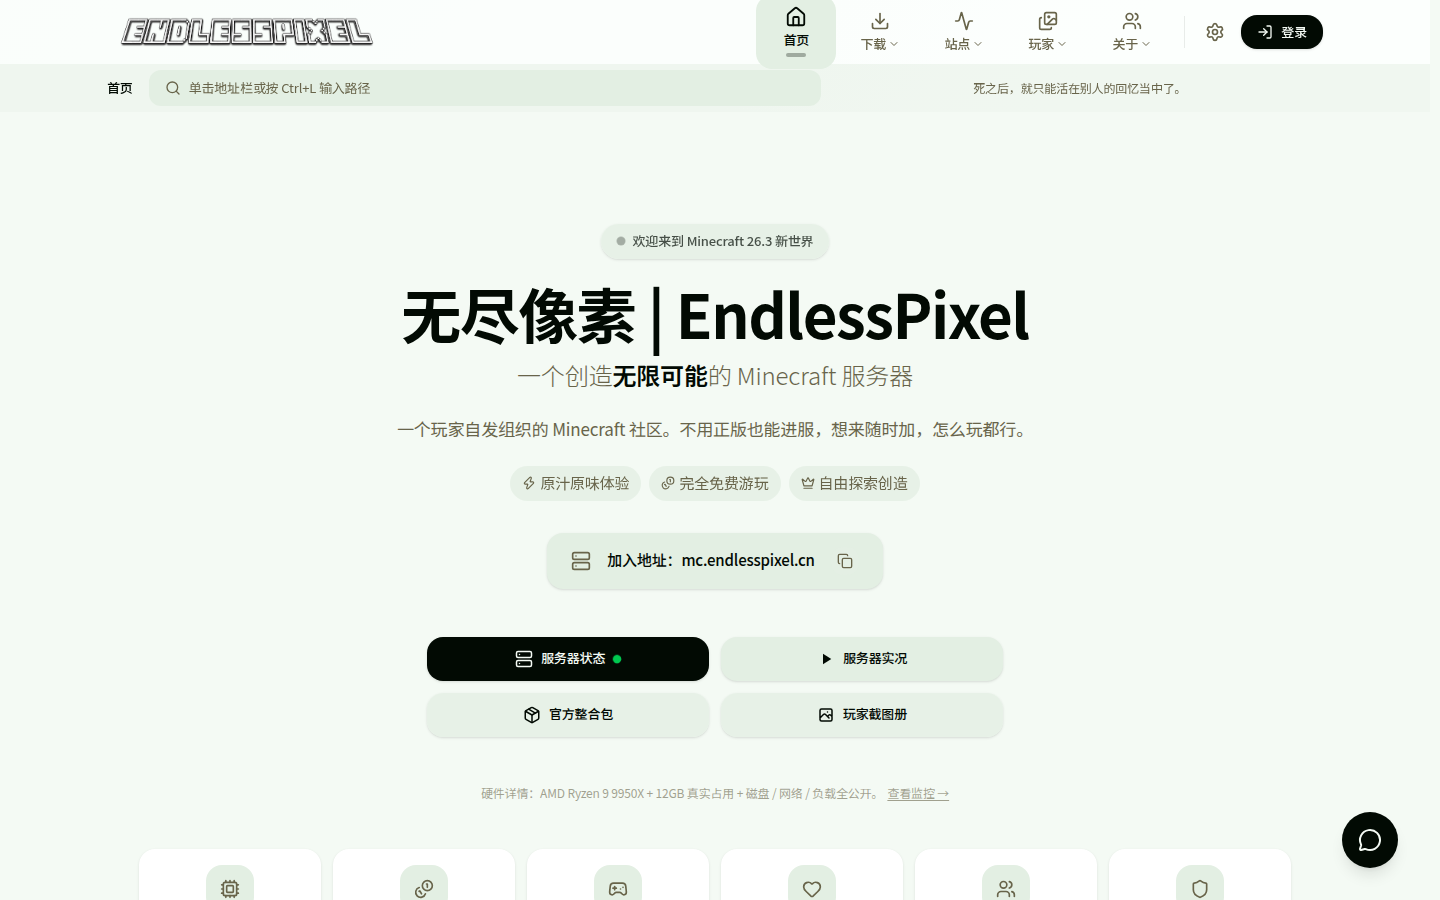 ENDLESSPIXEL
首页
下载
站点
玩家
关于
登录
首页
单击地址栏或按 Ctrl+L 输入路径
死之后，就只能活在别人的回忆当中了。
欢迎来到 Minecraft 26.3 新世界
无尽像素 | EndlessPixel
一个创造无限可能的 Minecraft 服务器
一个玩家自发组织的 Minecraft 社区。不用正版也能进服，想来随时加，怎么玩都行。
原汁原味体验
完全免费游玩
自由探索创造
加入地址：mc.endlesspixel.cn
服务器状态
服务器实况
官方整合包
玩家截图册
硬件详情：AMD Ryzen 9 9950X + 12GB 真实占用 + 磁盘 / 网络 / 负载全公开。 查看监控 →